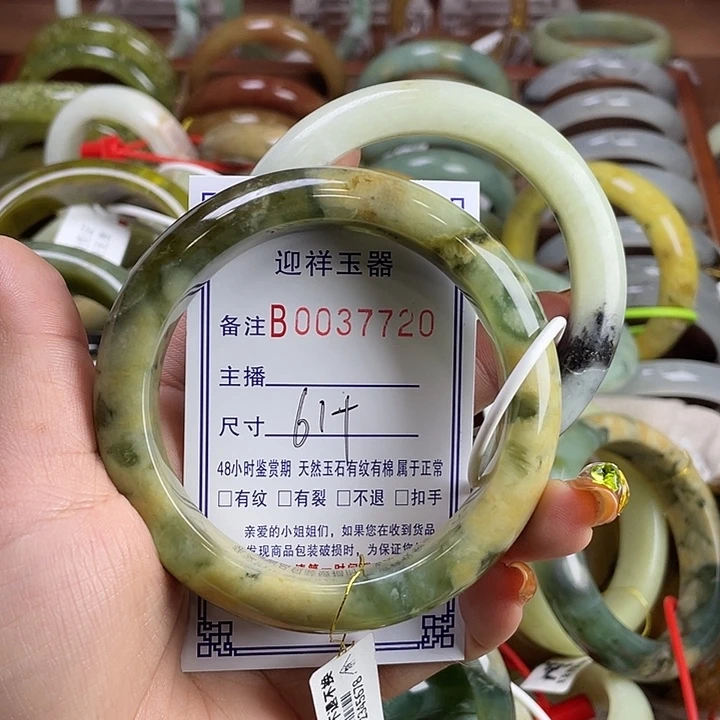 迎祥玉器
备注B0037720
主播
尺寸 61+
48小时鉴赏期 天然玉石有纹有棉 属于正常
□有纹 □有裂 □不退 □扣手
亲爱的小姐姐们，如果您在收到货品
发现商品包装破损时，为保证您